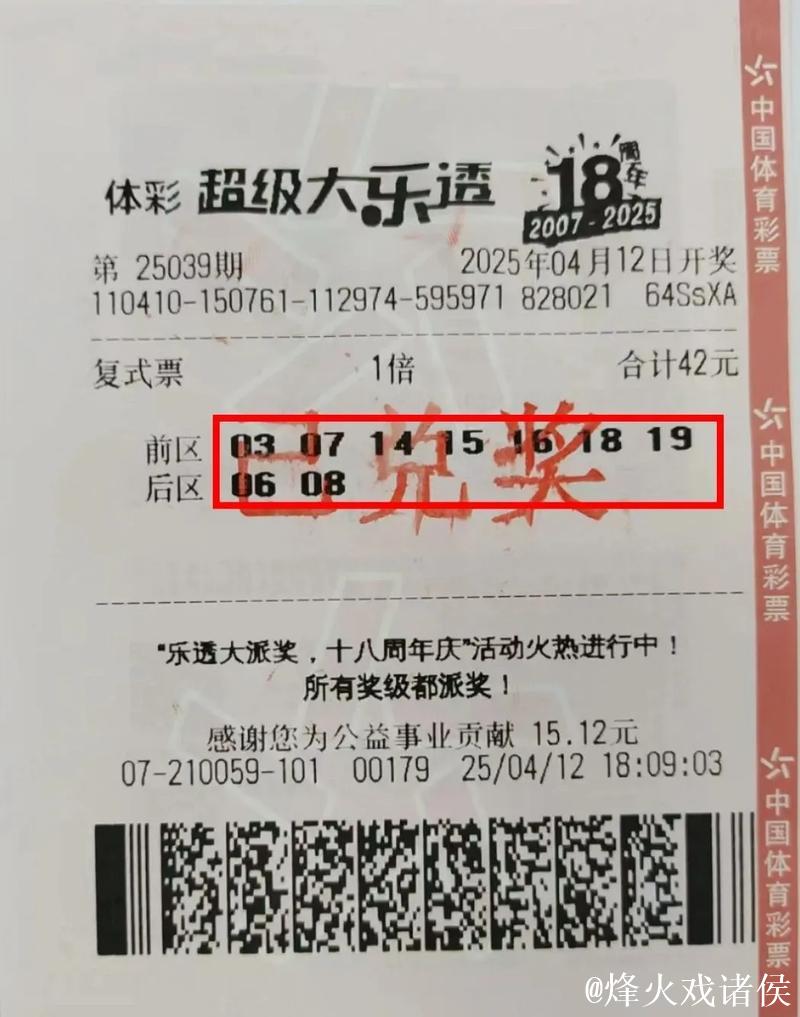 体彩 超级大乐透 18周年 2007-2025
第 25039期 2025年04月12日开奖
110410-150761-112974-595971 828021 64SsXA
复式票 1倍 合计42元
前区 03 07 14 15 16 18 19
后区 06 08
已兑奖
“乐透大派奖，十八周年庆”活动火热进行中！
所有奖级都派奖！
感谢您为公益事业贡献 15.12元
07-210059-101 00179 25/04/12 18:09:03
中国体育彩票
中国体育彩票
中国体育彩票
@烽火戏诸侯